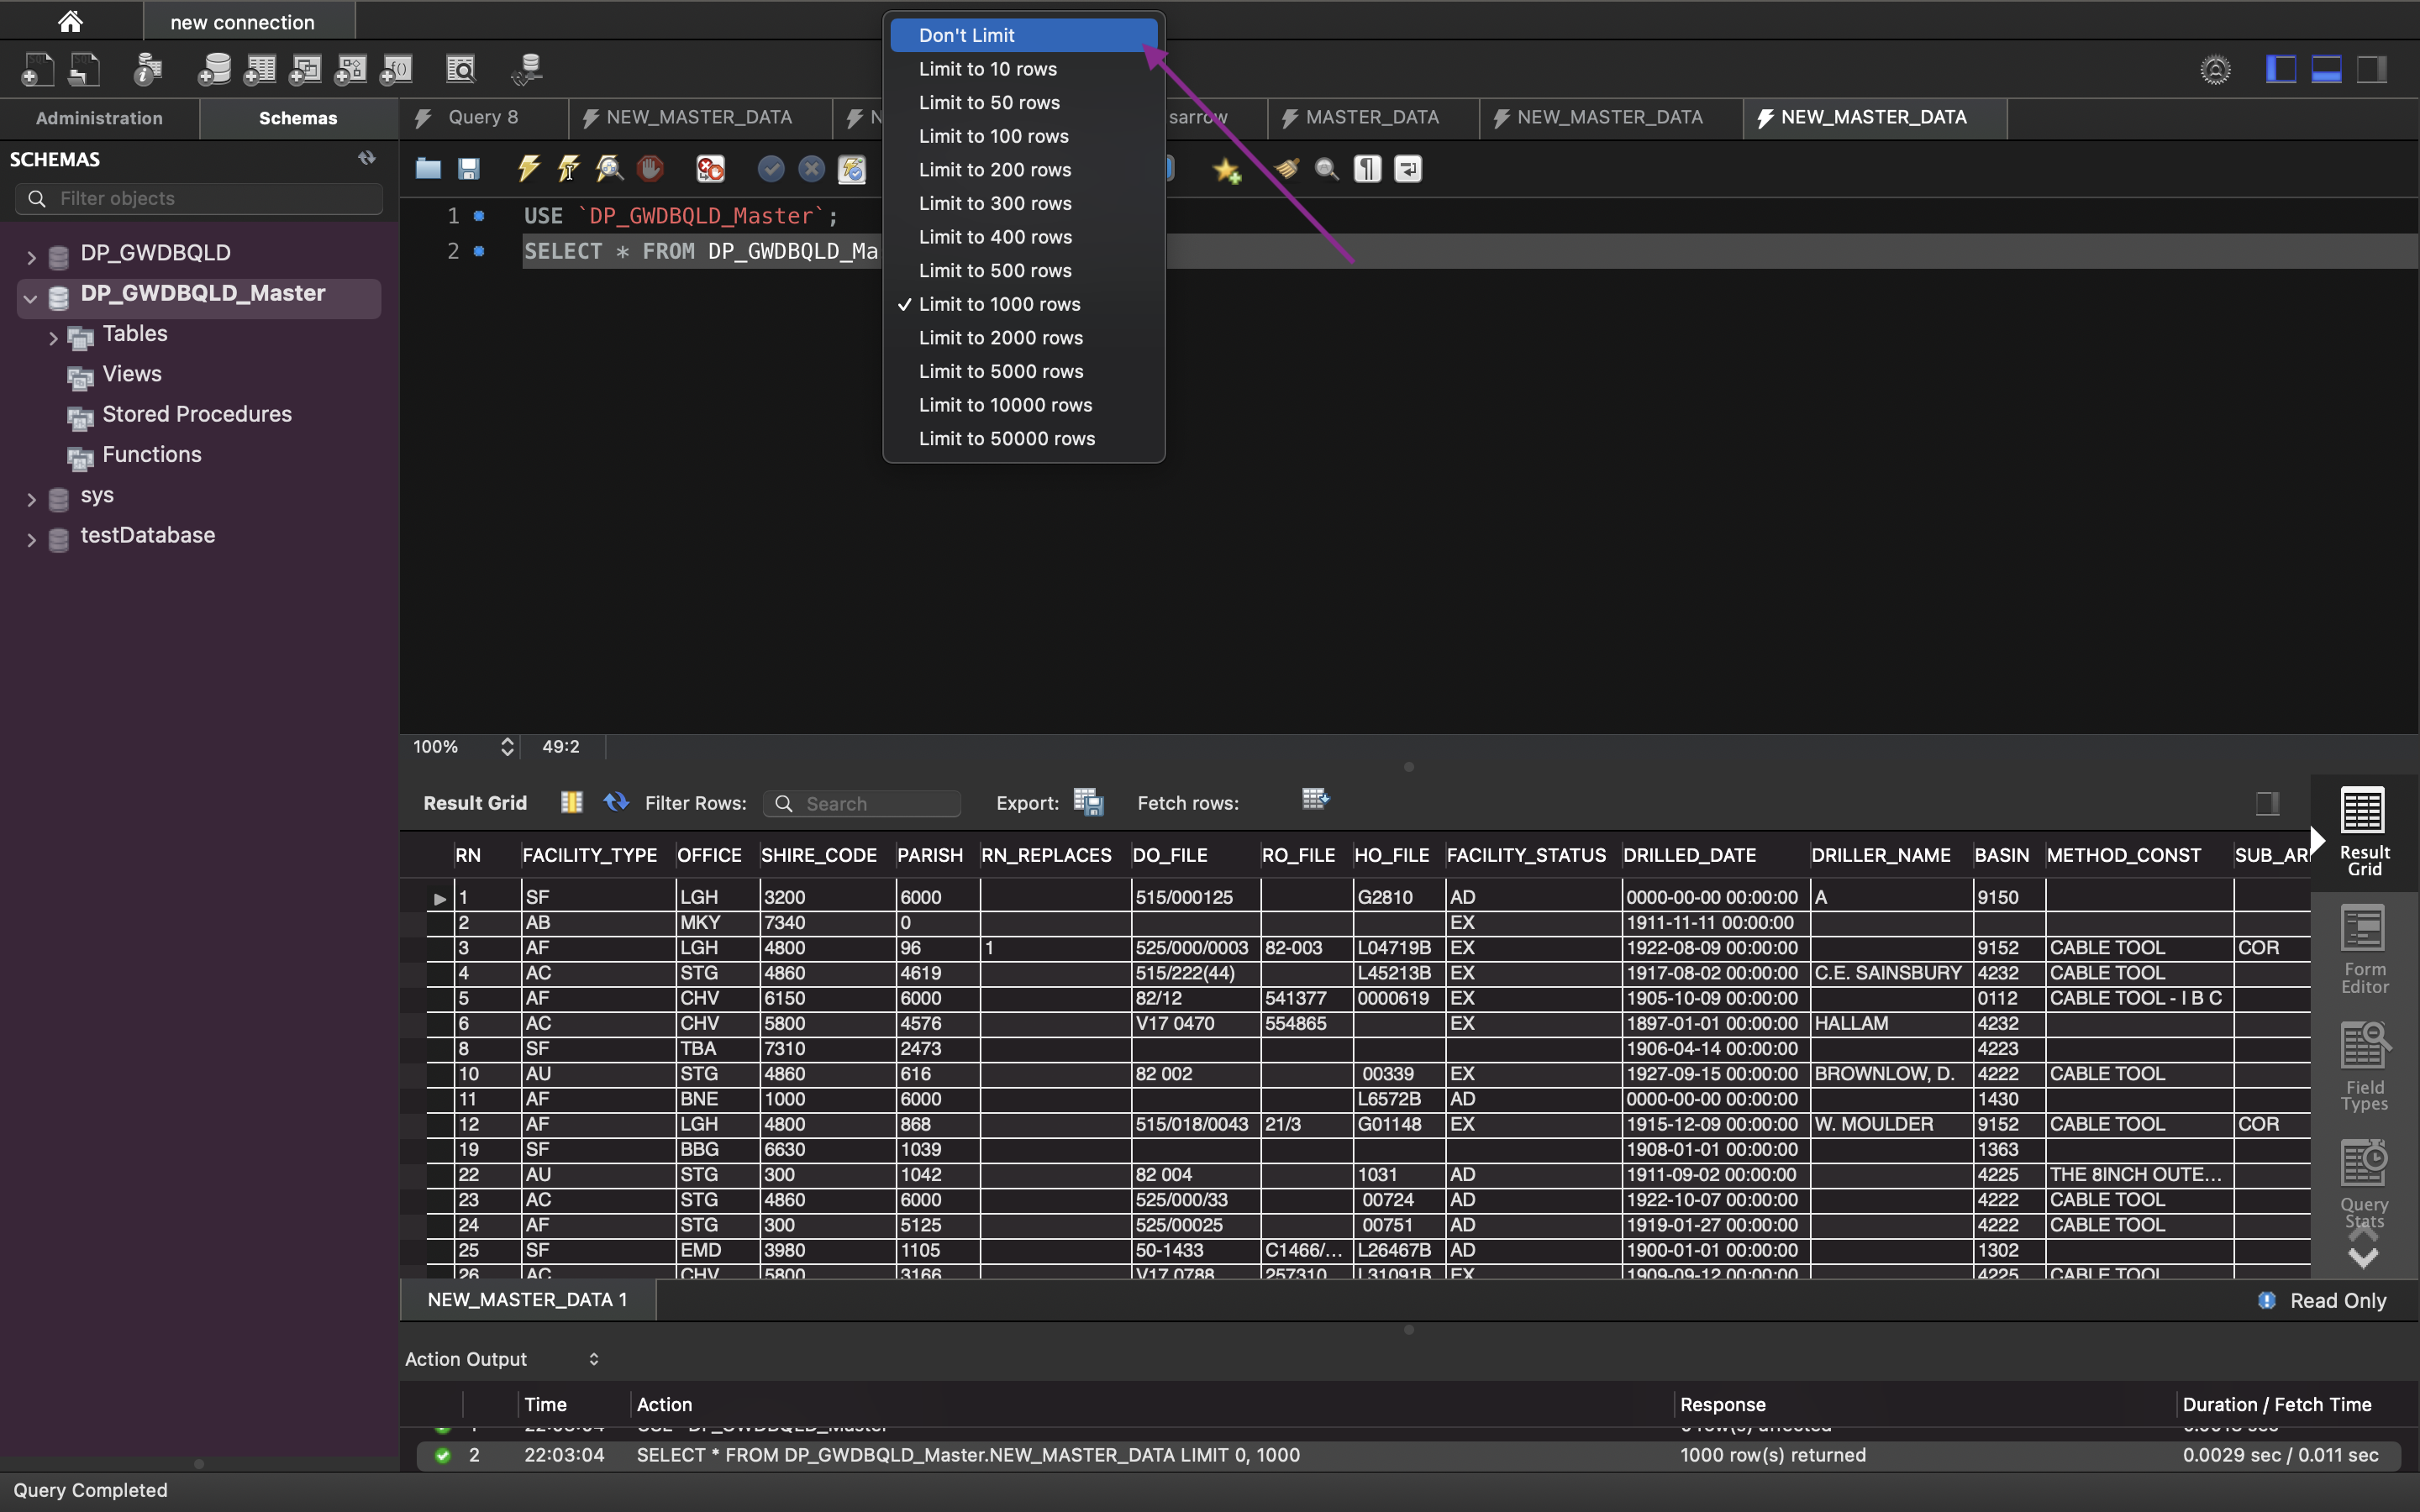 new connection
Administration
Schemas
Query 8
NEW_MASTER_DATA
N
sarrow
MASTER_DATA
NEW_MASTER_DATA
NEW_MASTER_DATA
SCHEMAS
Filter objects
DP_GWDBQLD
DP_GWDBQLD_Master
Tables
Views
Stored Procedures
Functions
sys
testDatabase
1 USE `DP_GWDBQLD_Master`;
2 SELECT * FROM DP_GWDBQLD_Ma
Don't Limit
Limit to 10 rows
Limit to 50 rows
Limit to 100 rows
Limit to 200 rows
Limit to 300 rows
Limit to 400 rows
Limit to 500 rows
✓ Limit to 1000 rows
Limit to 2000 rows
Limit to 5000 rows
Limit to 10000 rows
Limit to 50000 rows
100% 49:2
Result Grid Filter Rows: Search Export: Fetch rows:
RN FACILITY_TYPE OFFICE SHIRE_CODE PARISH RN_REPLACES DO_FILE RO_FILE HO_FILE FACILITY_STATUS DRILLED_DATE DRILLER_NAME BASIN METHOD_CONST SUB_AR
1 SF LGH 3200 6000 515/000125 G2810 AD 0000-00-00 00:00:00 A 9150
2 AB MKY 7340 0 EX 1911-11-11 00:00:00
3 AF LGH 4800 96 1 525/000/0003 82-003 L04719B EX 1922-08-09 00:00:00 9152 CABLE TOOL COR
4 AC STG 4860 4619 515/222(44) L45213B EX 1917-08-02 00:00:00 C.E. SAINSBURY 4232 CABLE TOOL
5 AF CHV 6150 6000 82/12 541377 0000619 EX 1905-10-09 00:00:00 0112 CABLE TOOL - I B C
6 AC CHV 5800 4576 V17 0470 554865 EX 1897-01-01 00:00:00 HALLAM 4232
8 SF TBA 7310 2473 1906-04-14 00:00:00 4223
10 AU STG 4860 616 82 002 00339 EX 1927-09-15 00:00:00 BROWNLOW, D. 4222 CABLE TOOL
11 AF BNE 1000 6000 L6572B AD 0000-00-00 00:00:00 1430
12 AF LGH 4800 868 515/018/0043 21/3 G01148 EX 1915-12-09 00:00:00 W. MOULDER 9152 CABLE TOOL COR
19 SF BBG 6630 1039 1908-01-01 00:00:00 1363
22 AU STG 300 1042 82 004 1031 AD 1911-09-02 00:00:00 4225 THE 8INCH OUTE...
23 AC STG 4860 6000 525/000/33 00724 AD 1922-10-07 00:00:00 4222 CABLE TOOL
24 AF STG 300 5125 525/00025 00751 AD 1919-01-27 00:00:00 4222 CABLE TOOL
25 SF EMD 3980 1105 50-1433 C1466/... L26467B AD 1900-01-01 00:00:00 1302
26 AC CHV 5800 3166 V17 0788 257310 L31091B EX 1909-09-12 00:00:00 4225 CABLE TOOL
Result
Grid
Form
Editor
Field
Types
Query
Stats
NEW_MASTER_DATA 1
Read Only
Action Output
Time Action Response Duration / Fetch Time
2 22:03:04 SELECT * FROM DP_GWDBQLD_Master.NEW_MASTER_DATA LIMIT 0, 1000 1000 row(s) returned 0.0029 sec / 0.011 sec
Query Completed